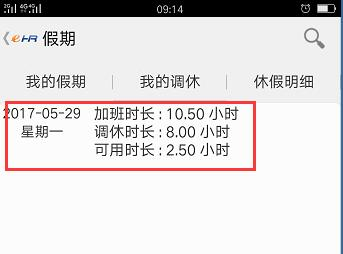 4G 4G 09:14
eHR 假期
我的假期 我的调休 休假明细
2017-05-29 加班时长 : 10.50 小时
星期一 调休时长 : 8.00 小时
可用时长 : 2.50 小时